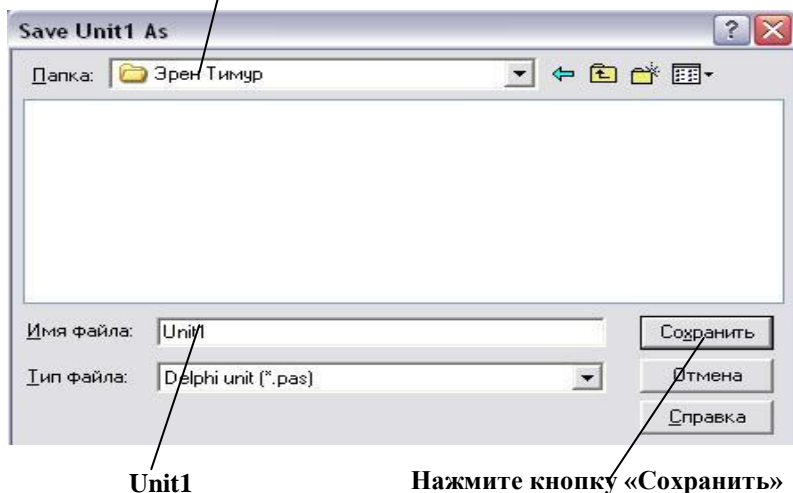 Save Unit1 As
Папка: Эрен Тимур
Имя файла: Unit1 Сохранить
Тип файла: Delphi unit (*.pas) Отмена
Справка
Unit1 Нажмите кнопку «Сохранить»